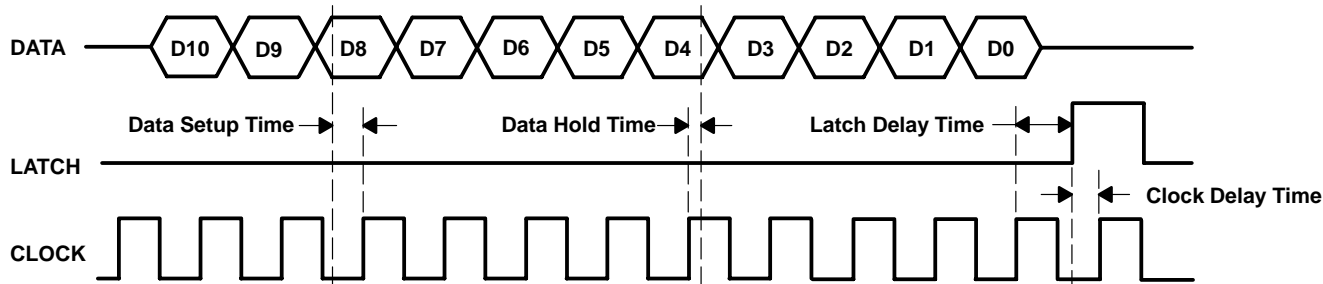 DATA D10 D9 D8 D7 D6 D5 D4 D3 D2 D1 D0
Data Setup Time Data Hold Time Latch Delay Time
LATCH
Clock Delay Time
CLOCK